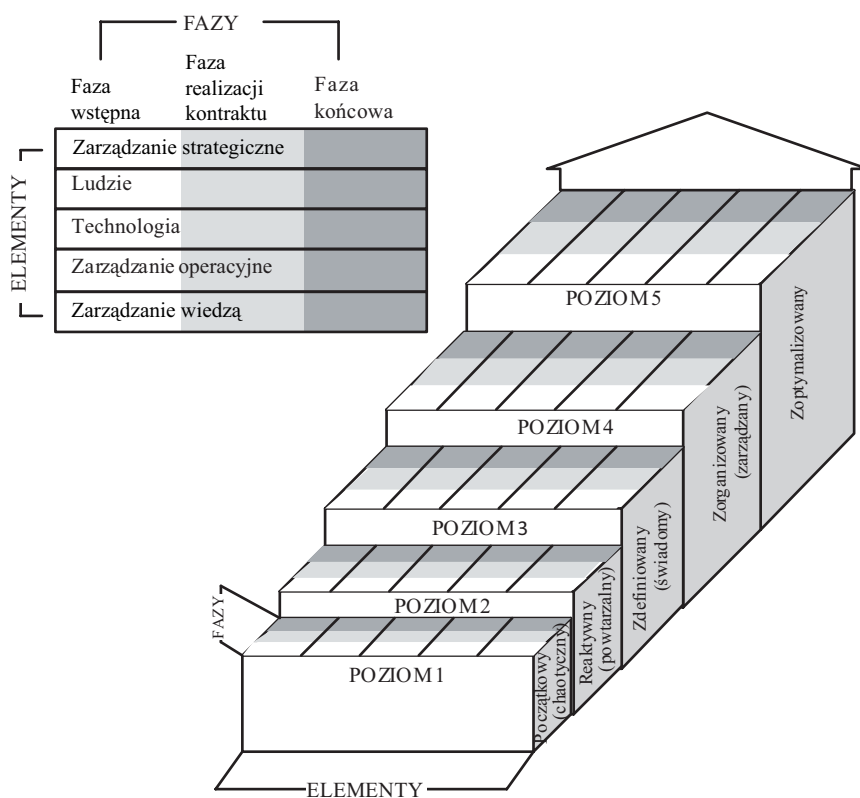 FAZY
Faza
wstępna
Faza
realizacji
kontraktu
Faza
końcowa
ELEMENTY
Zarządzanie strategiczne
Ludzie
Technologia
Zarządzanie operacyjne
Zarządzanie wiedzą
POZIOM 5
Zoptymalizowany
POZIOM 4
Zorganizowany
(zarządzany)
POZIOM 3
Zdefiniowany
(świadomy)
POZIOM 2
Reaktywny
(powtarzalny)
FAZY
POZIOM 1
Początkowy
(chaotyczny)
ELEMENTY